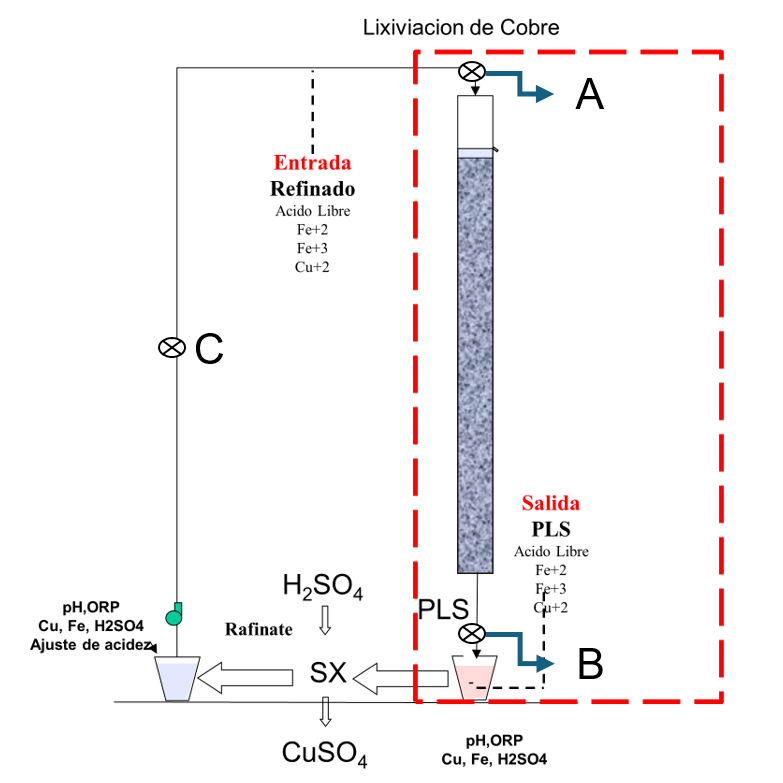 Lixiviacion de Cobre
A
Entrada
Refinado
Acido Libre
Fe+2
Fe+3
Cu+2
C
Salida
PLS
Acido Libre
Fe+2
Fe+3
Cu+2
H2SO4
PLS
pH,ORP
Cu, Fe, H2SO4
Ajuste de acidez
Rafinate
SX
B
CuSO4
pH,ORP
Cu, Fe, H2SO4